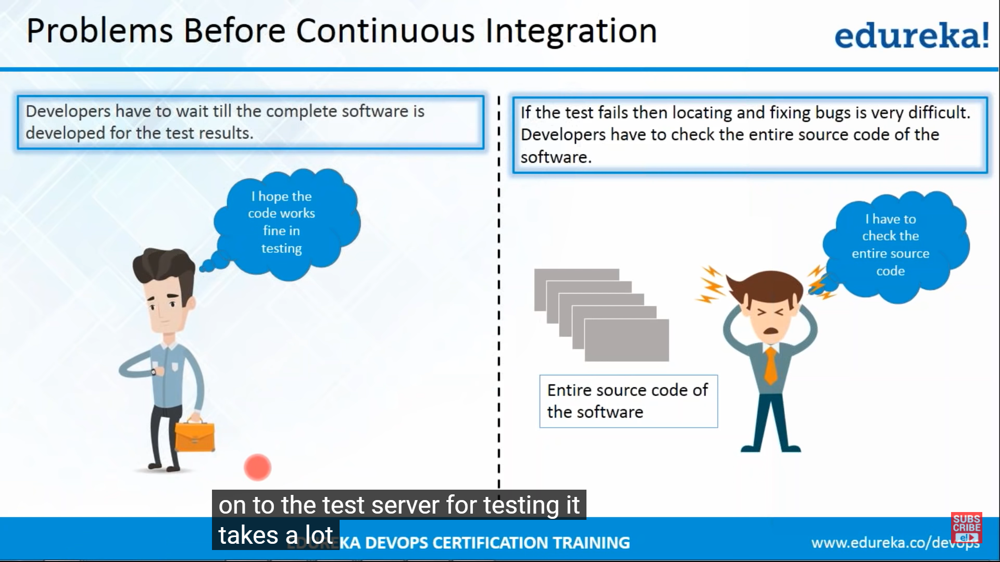 Problems Before Continuous Integration
edureka!
Developers have to wait till the complete software is
developed for the test results.
I hope the
code works
fine in
testing
If the test fails then locating and fixing bugs is very difficult.
Developers have to check the entire source code of the
software.
I have to
check the
entire source
code
Entire source code of
the software
on to the test server for testing it
takes a lot
EDUREKA DEVOPS CERTIFICATION TRAINING
www.edureka.co/devops
SUBS
CRIBE
e!